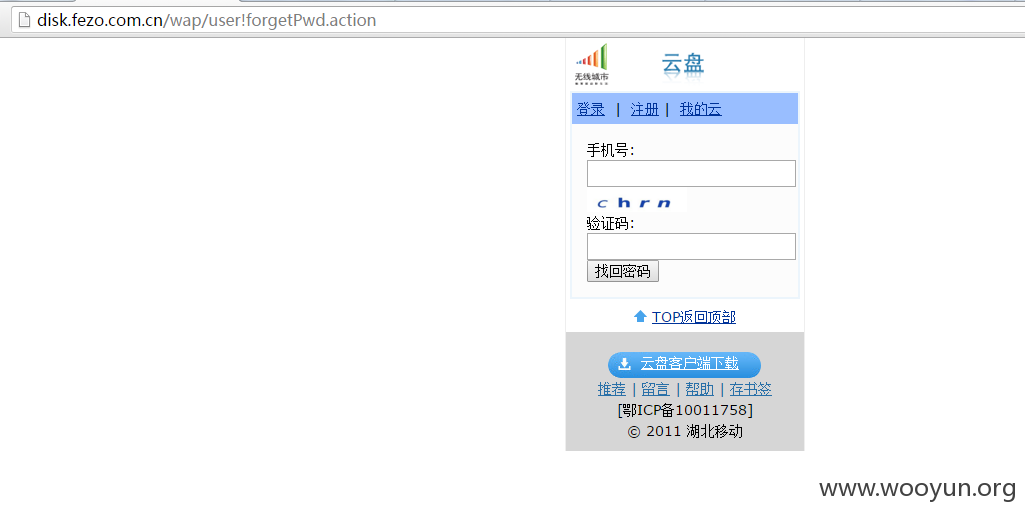 disk.fezo.com.cn/wap/user!forgetPwd.action
无线城市
云盘
登录 | 注册 | 我的云
手机号:
chrn
验证码:
找回密码
TOP返回顶部
云盘客户端下载
推荐 | 留言 | 帮助 | 存书签
[鄂ICP备10011758]
© 2011 湖北移动
www.wooyun.org